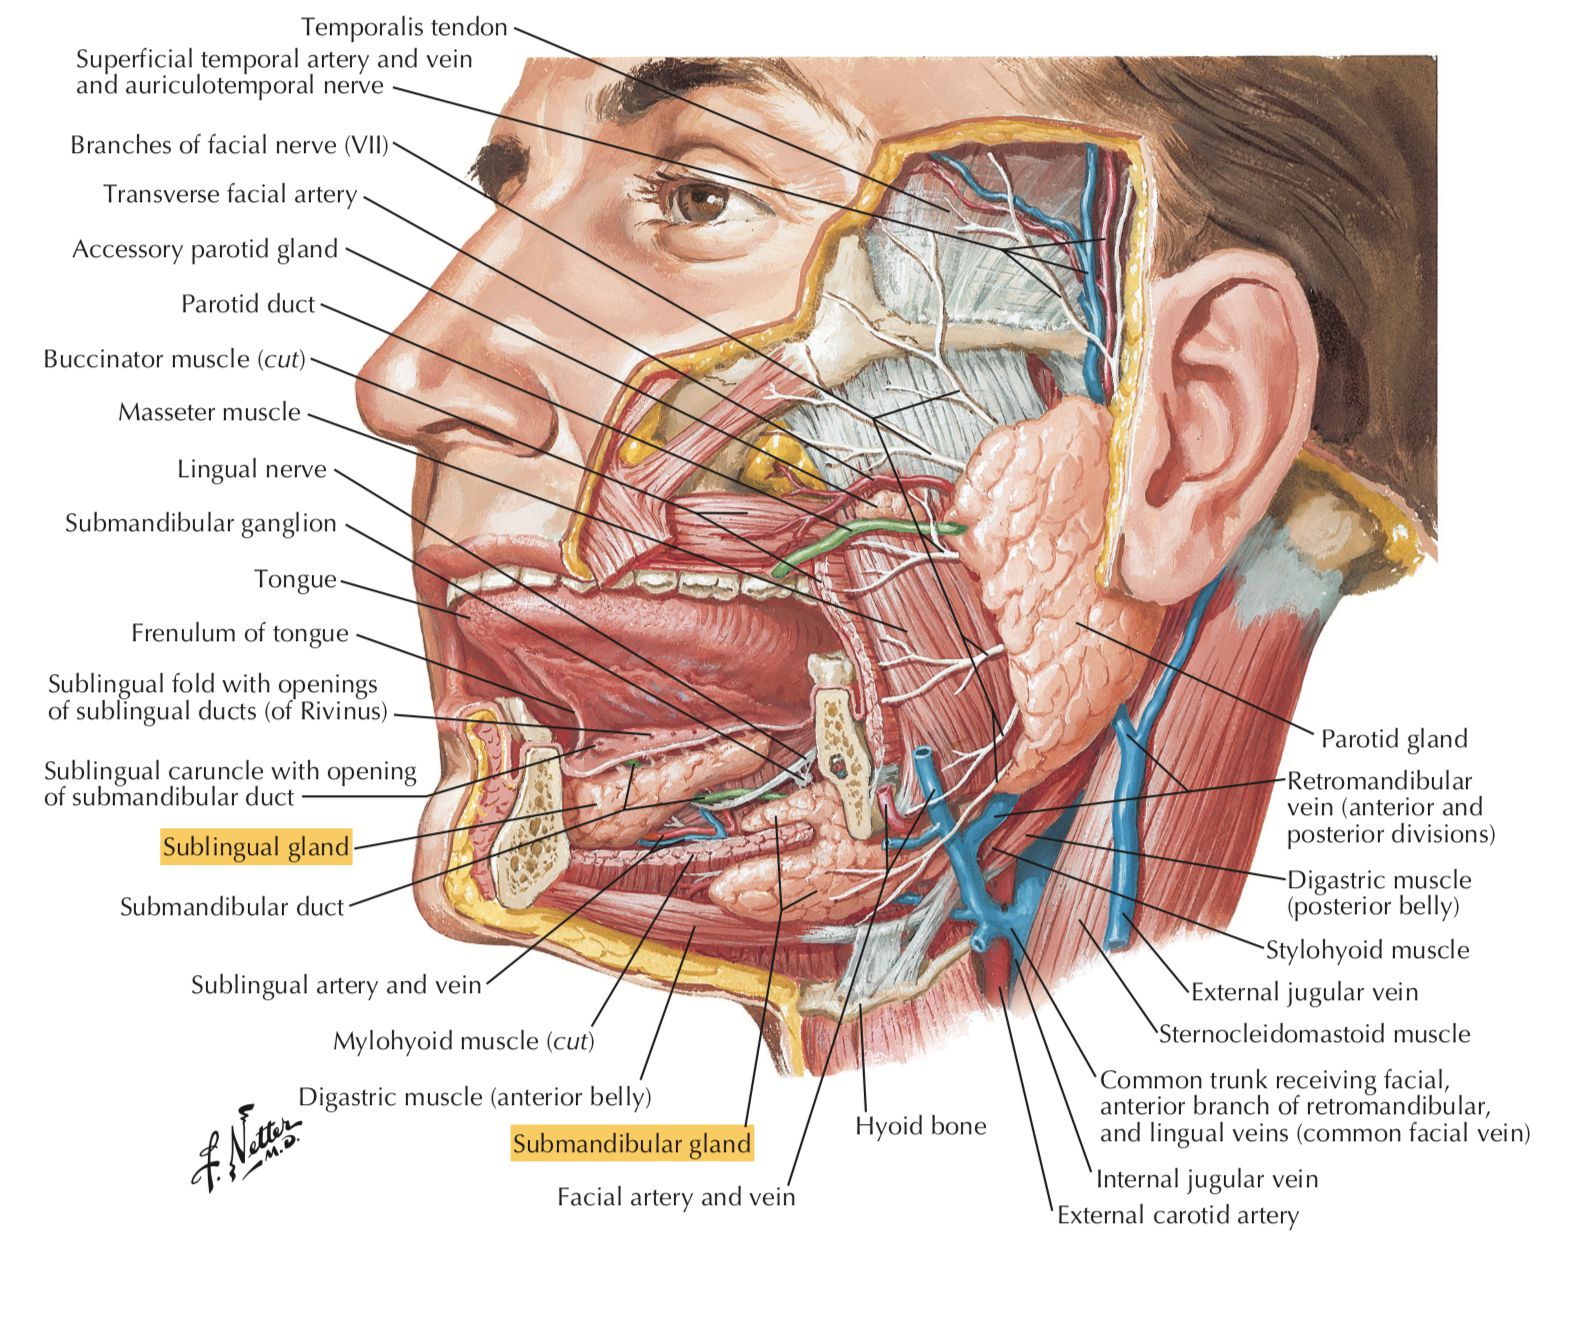 Temporalis tendon
Superficial temporal artery and vein
and auriculotemporal nerve
Branches of facial nerve (VII)
Transverse facial artery
Accessory parotid gland
Parotid duct
Buccinator muscle (cut)
Masseter muscle
Lingual nerve
Submandibular ganglion
Tongue
Frenulum of tongue
Sublingual fold with openings
of sublingual ducts (of Rivinus)
Sublingual caruncle with opening
of submandibular duct
Sublingual gland
Submandibular duct
Sublingual artery and vein
Mylohyoid muscle (cut)
Digastric muscle (anterior belly)
Submandibular gland
Facial artery and vein
Parotid gland
Retromandibular
vein (anterior and
posterior divisions)
Digastric muscle
(posterior belly)
Stylohyoid muscle
External jugular vein
Sternocleidomastoid muscle
Common trunk receiving facial,
anterior branch of retromandibular,
and lingual veins (common facial vein)
Hyoid bone
Internal jugular vein
External carotid artery
F. Netter
M.D.